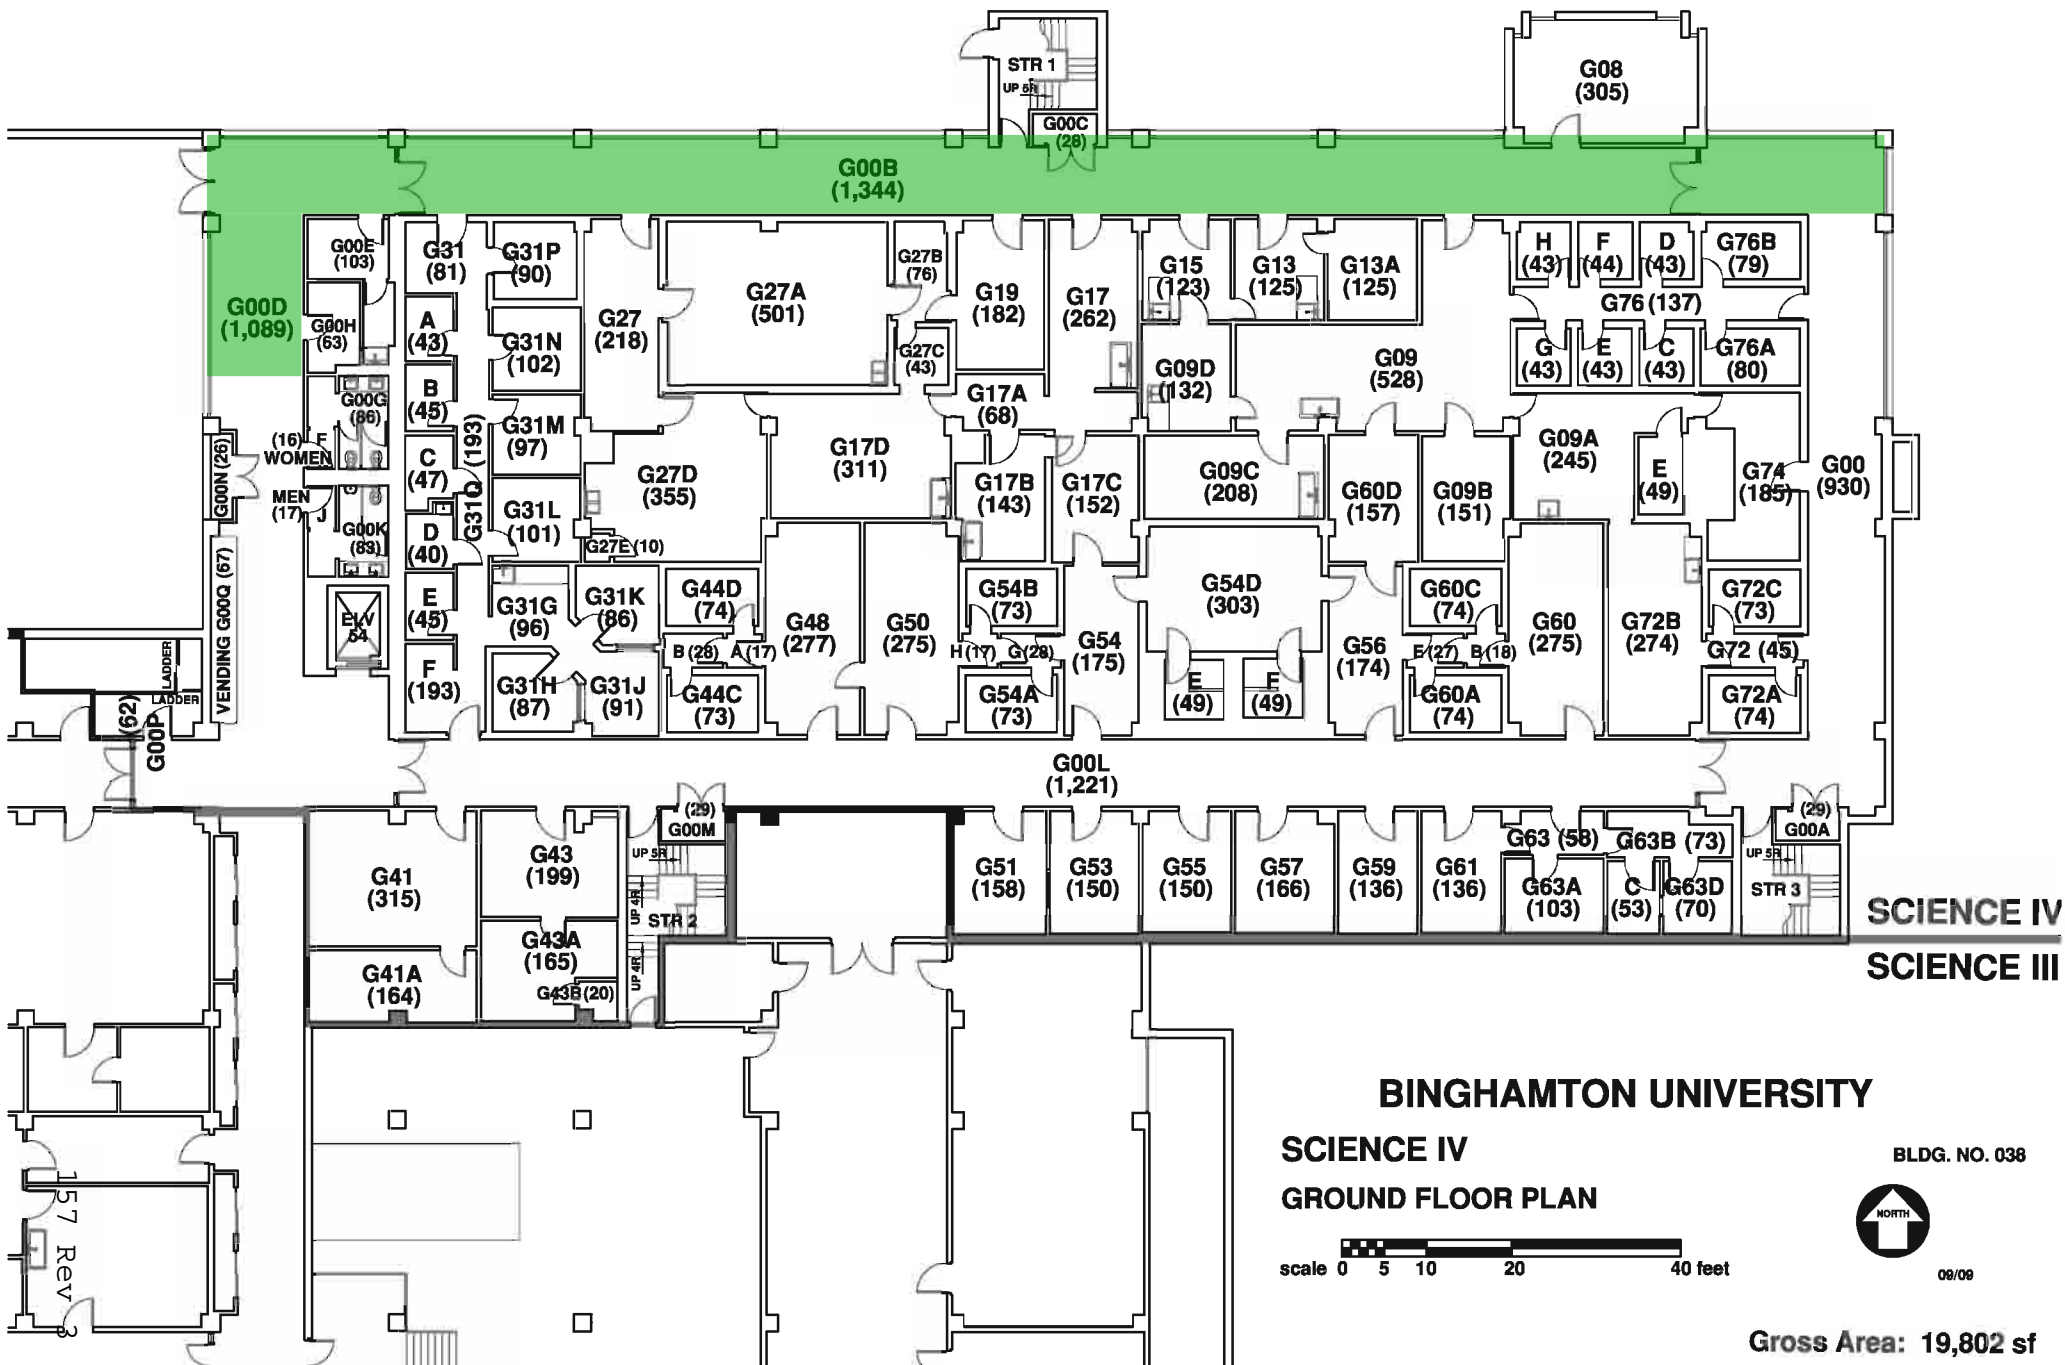 STR 1
UP 5R
G00C
(28)
G08
(305)
G00B
(1,344)
G00E
(103)
G31
(81)
G31P
(90)
G27B
(76)
G15
(123)
G13
(125)
G13A
(125)
H
(43)
F
(44)
D
(43)
G76B
(79)
G00D
(1,089)
G00H
(63)
A
(43)
G31N
(102)
G27
(218)
G27A
(501)
G27C
(43)
G19
(182)
G17
(262)
G76 (137)
G09D
(132)
G09
(528)
G
(43)
E
(43)
C
(43)
G76A
(80)
G00G
(86)
B
(45)
G31M
(97)
G17A
(68)
(16) F
WOMEN
G00N (26)
MEN
(17)
J
G00K
(83)
C
(47)
G31Q (193)
G31L
(101)
G27D
(355)
G17D
(311)
G17B
(143)
G17C
(152)
G09C
(208)
G60D
(157)
G09B
(151)
G09A
(245)
E
(49)
G74
(185)
G00
(930)
D
(40)
G27E (10)
VENDING G00Q (67)
ELV
54
E
(45)
G31G
(96)
G31K
(86)
G44D
(74)
G48
(277)
G50
(275)
G54B
(73)
G54D
(303)
G60C
(74)
G60
(275)
G72B
(274)
G72C
(73)
B (28)
A (17)
H (17)
G (28)
G54
(175)
G56
(174)
E (27)
B (18)
G72 (45)
F
(193)
G31H
(87)
G31J
(91)
G44C
(73)
G54A
(73)
E
(49)
F
(49)
G60A
(74)
G72A
(74)
LADDER
LADDER
G00P (62)
G00L
(1,221)
(29)
G00M
(29)
G00A
G41
(315)
G43
(199)
UP 5R
UP 4R
STR 2
UP 4R
G51
(158)
G53
(150)
G55
(150)
G57
(166)
G59
(136)
G61
(136)
G63 (58)
G63B (73)
G63A
(103)
C
(53)
G63D
(70)
UP 5R
STR 3
G41A
(164)
G43A
(165)
G43B (20)
SCIENCE IV
SCIENCE III
BINGHAMTON UNIVERSITY
SCIENCE IV
BLDG. NO. 038
GROUND FLOOR PLAN
NORTH
scale 0 5 10 20 40 feet
09/09
Gross Area: 19,802 sf
157 Rev 3